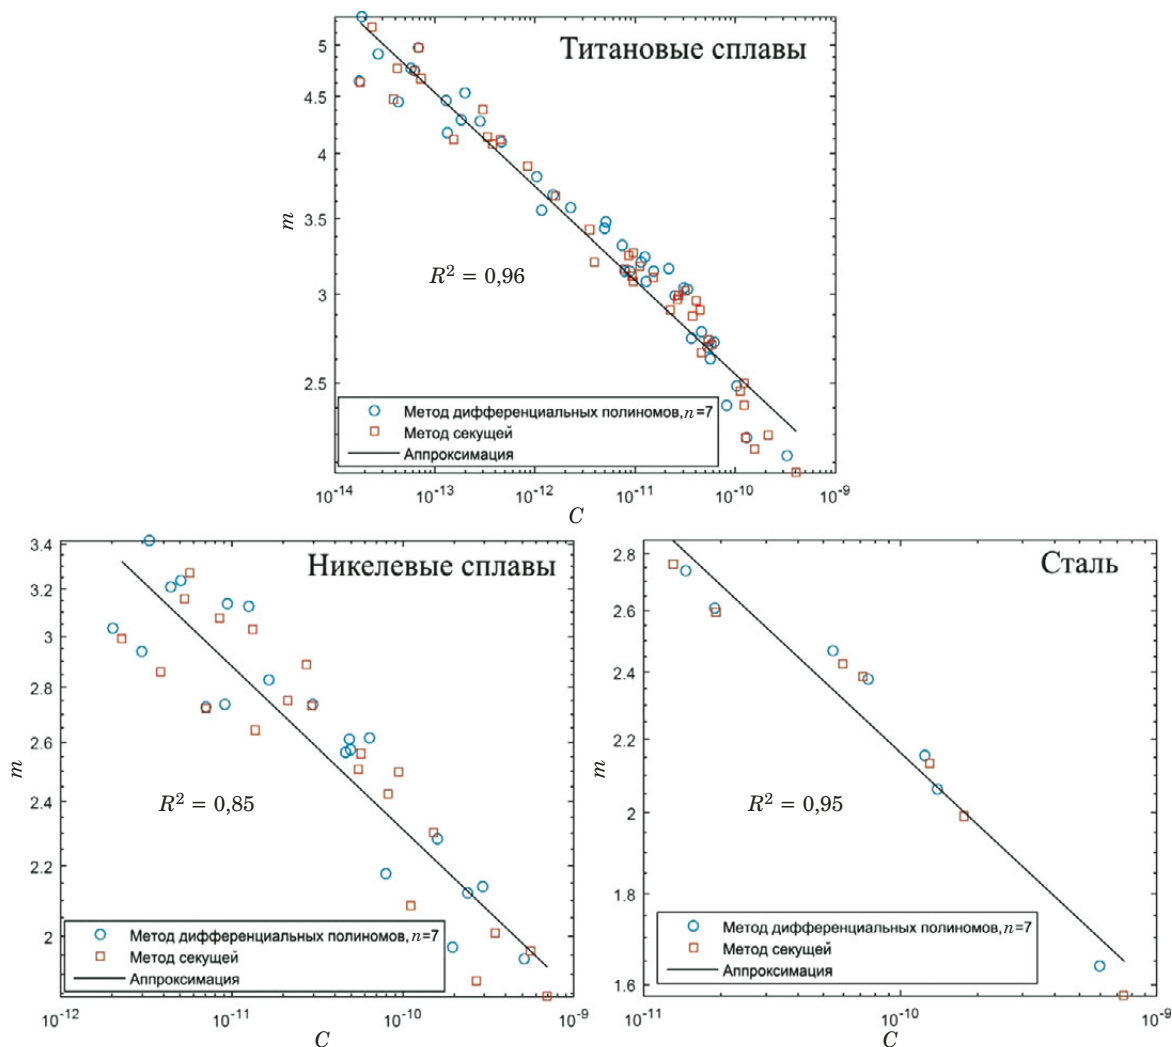 Титановые сплавы
5
4.5
4
3.5
3
2.5
m
R² = 0,96
Метод дифференциальных полиномов, n=7
Метод секущей
Аппроксимация
10⁻¹⁴ 10⁻¹³ 10⁻¹² 10⁻¹¹ 10⁻¹⁰ 10⁻⁹
C
Никелевые сплавы
3.4
3.2
3
2.8
2.6
2.4
2.2
2
m
R² = 0,85
Метод дифференциальных полиномов, n=7
Метод секущей
Аппроксимация
10⁻¹² 10⁻¹¹ 10⁻¹⁰ 10⁻⁹
C
Сталь
2.8
2.6
2.4
2.2
2
1.8
1.6
m
R² = 0,95
Метод дифференциальных полиномов, n=7
Метод секущей
Аппроксимация
10⁻¹¹ 10⁻¹⁰ 10⁻⁹
C